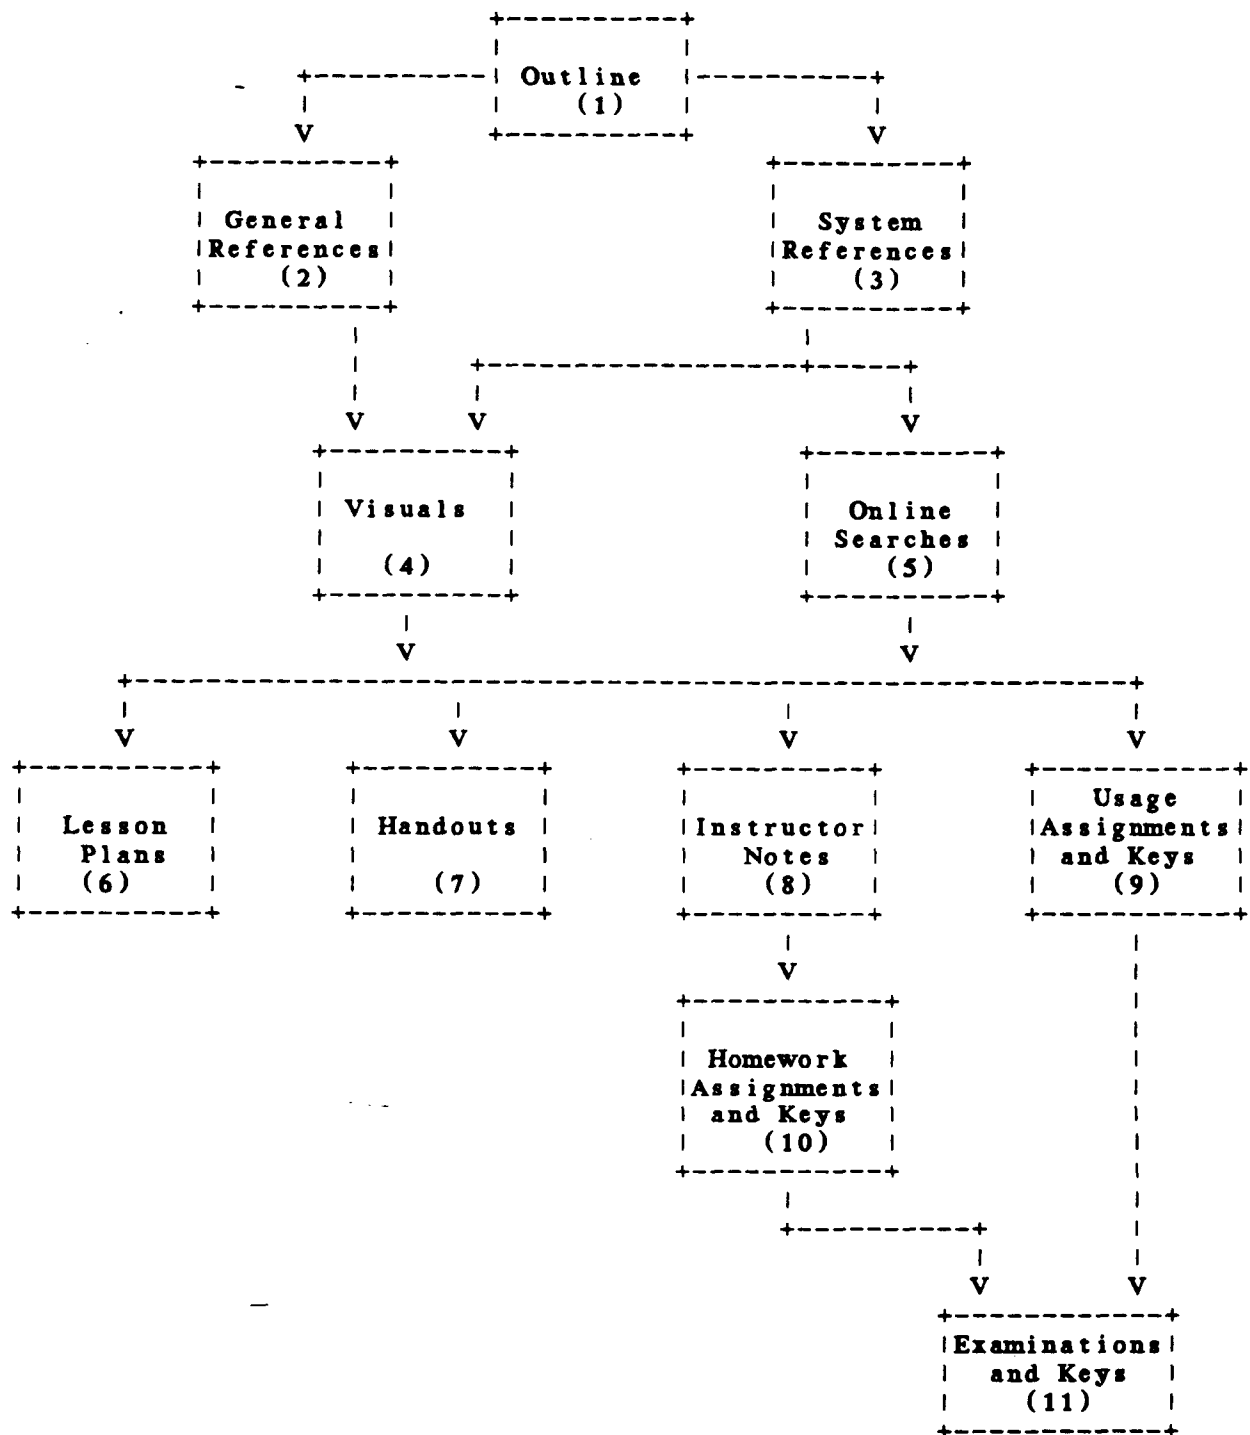 Outline
(1)
General
References
(2)
System
References
(3)
Visuals
(4)
Online
Searches
(5)
Lesson
Plans
(6)
Handouts
(7)
Instructor
Notes
(8)
Usage
Assignments
and Keys
(9)
Homework
Assignments
and Keys
(10)
Examinations
and Keys
(11)